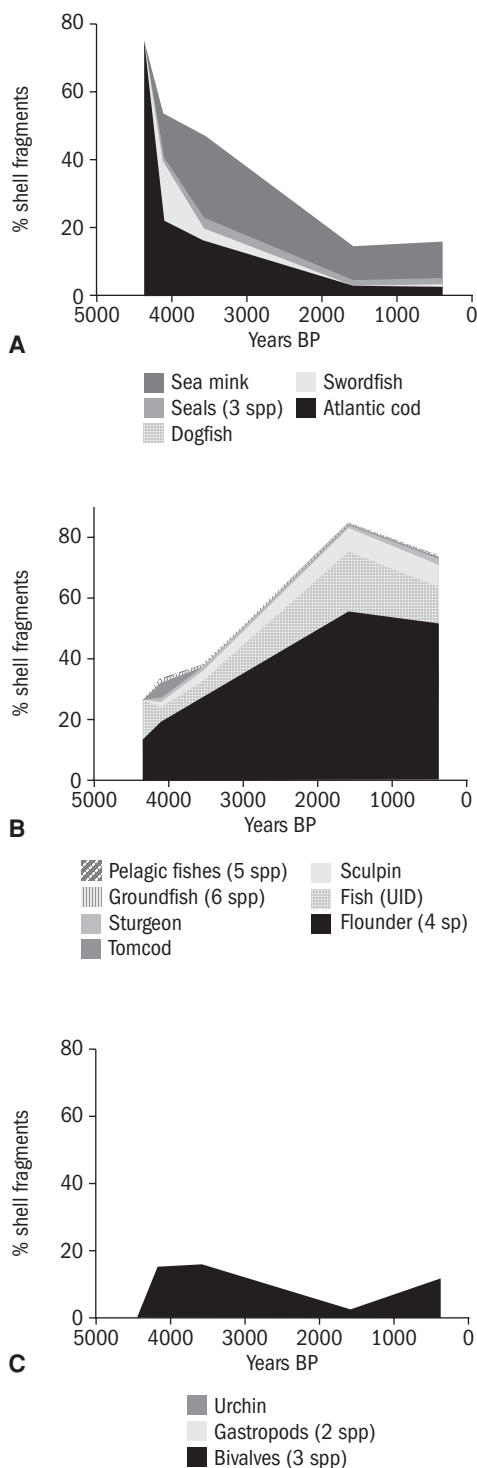 80
60
40
20
0
% shell fragments
5000 4000 3000 2000 1000 0
Years BP
A
Sea mink Swordfish
Seals (3 spp) Atlantic cod
Dogfish
80
60
40
20
0
% shell fragments
5000 4000 3000 2000 1000 0
Years BP
B
Pelagic fishes (5 spp) Sculpin
Groundfish (6 spp) Fish (UID)
Sturgeon Flounder (4 sp)
Tomcod
80
60
40
20
0
% shell fragments
5000 4000 3000 2000 1000 0
Years BP
C
Urchin
Gastropods (2 spp)
Bivalves (3 spp)